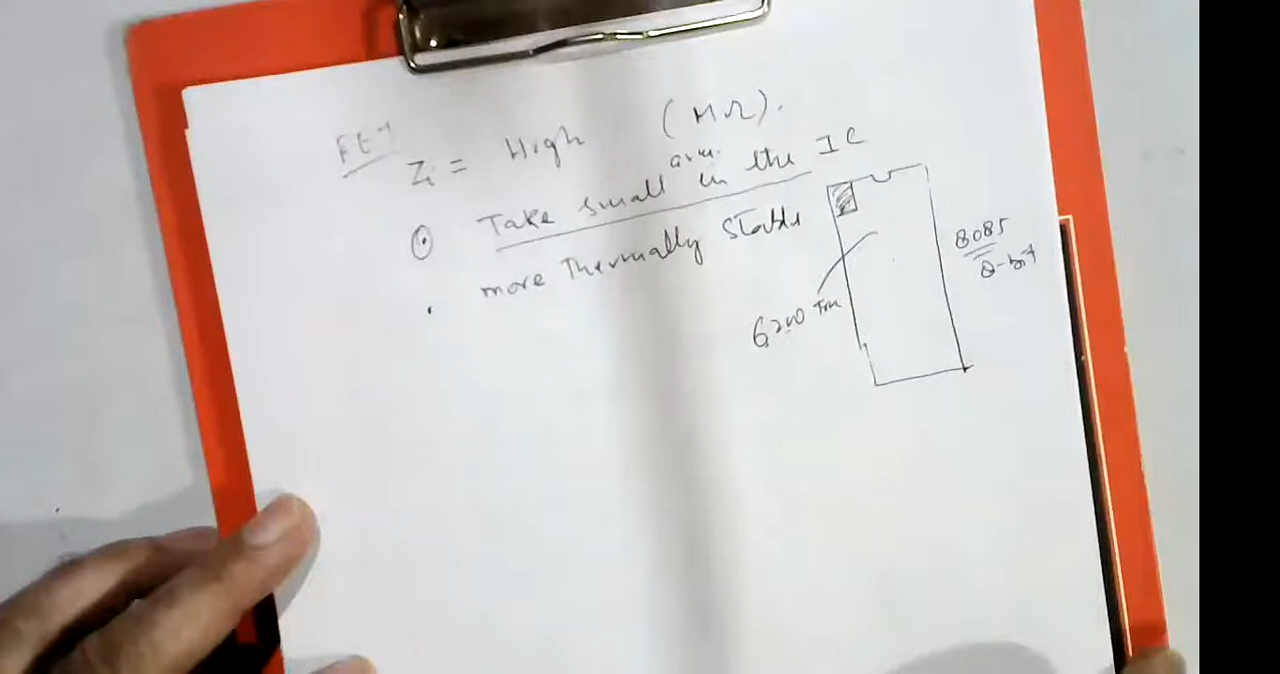 FET
Zi = High (MΩ).
Take small area in the IC
more Thermally Stable
8085
8-bit
6200 Trn